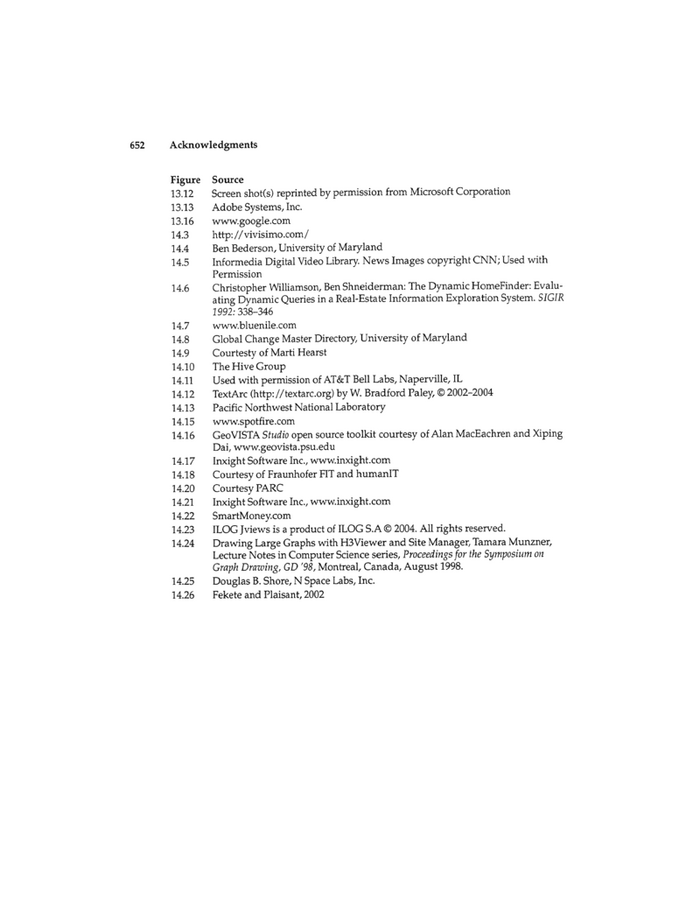 652 Acknowledgments
Figure Source
13.12 Screen shot(s) reprinted by permission from Microsoft Corporation
13.13 Adobe Systems, Inc.
13.16 www.google.com
14.3 http://vivisimo.com/
14.4 Ben Bederson, University of Maryland
14.5 Informedia Digital Video Library. News Images copyright CNN; Used with
Permission
14.6 Christopher Williamson, Ben Shneiderman: The Dynamic HomeFinder: Evalu-
ating Dynamic Queries in a Real-Estate Information Exploration System. SIGIR
1992: 338–346
14.7 www.bluenile.com
14.8 Global Change Master Directory, University of Maryland
14.9 Courtesty of Marti Hearst
14.10 The Hive Group
14.11 Used with permission of AT&T Bell Labs, Naperville, IL
14.12 TextArc (http://textarc.org) by W. Bradford Paley, © 2002–2004
14.13 Pacific Northwest National Laboratory
14.15 www.spotfire.com
14.16 GeoVISTA Studio open source toolkit courtesy of Alan MacEachren and Xiping
Dai, www.geovista.psu.edu
14.17 Inxight Software Inc., www.inxight.com
14.18 Courtesy of Fraunhofer FIT and humanIT
14.20 Courtesy PARC
14.21 Inxight Software Inc., www.inxight.com
14.22 SmartMoney.com
14.23 ILOG Jviews is a product of ILOG S.A © 2004. All rights reserved.
14.24 Drawing Large Graphs with H3Viewer and Site Manager, Tamara Munzner,
Lecture Notes in Computer Science series, Proceedings for the Symposium on
Graph Drawing, GD '98, Montreal, Canada, August 1998.
14.25 Douglas B. Shore, N Space Labs, Inc.
14.26 Fekete and Plaisant, 2002